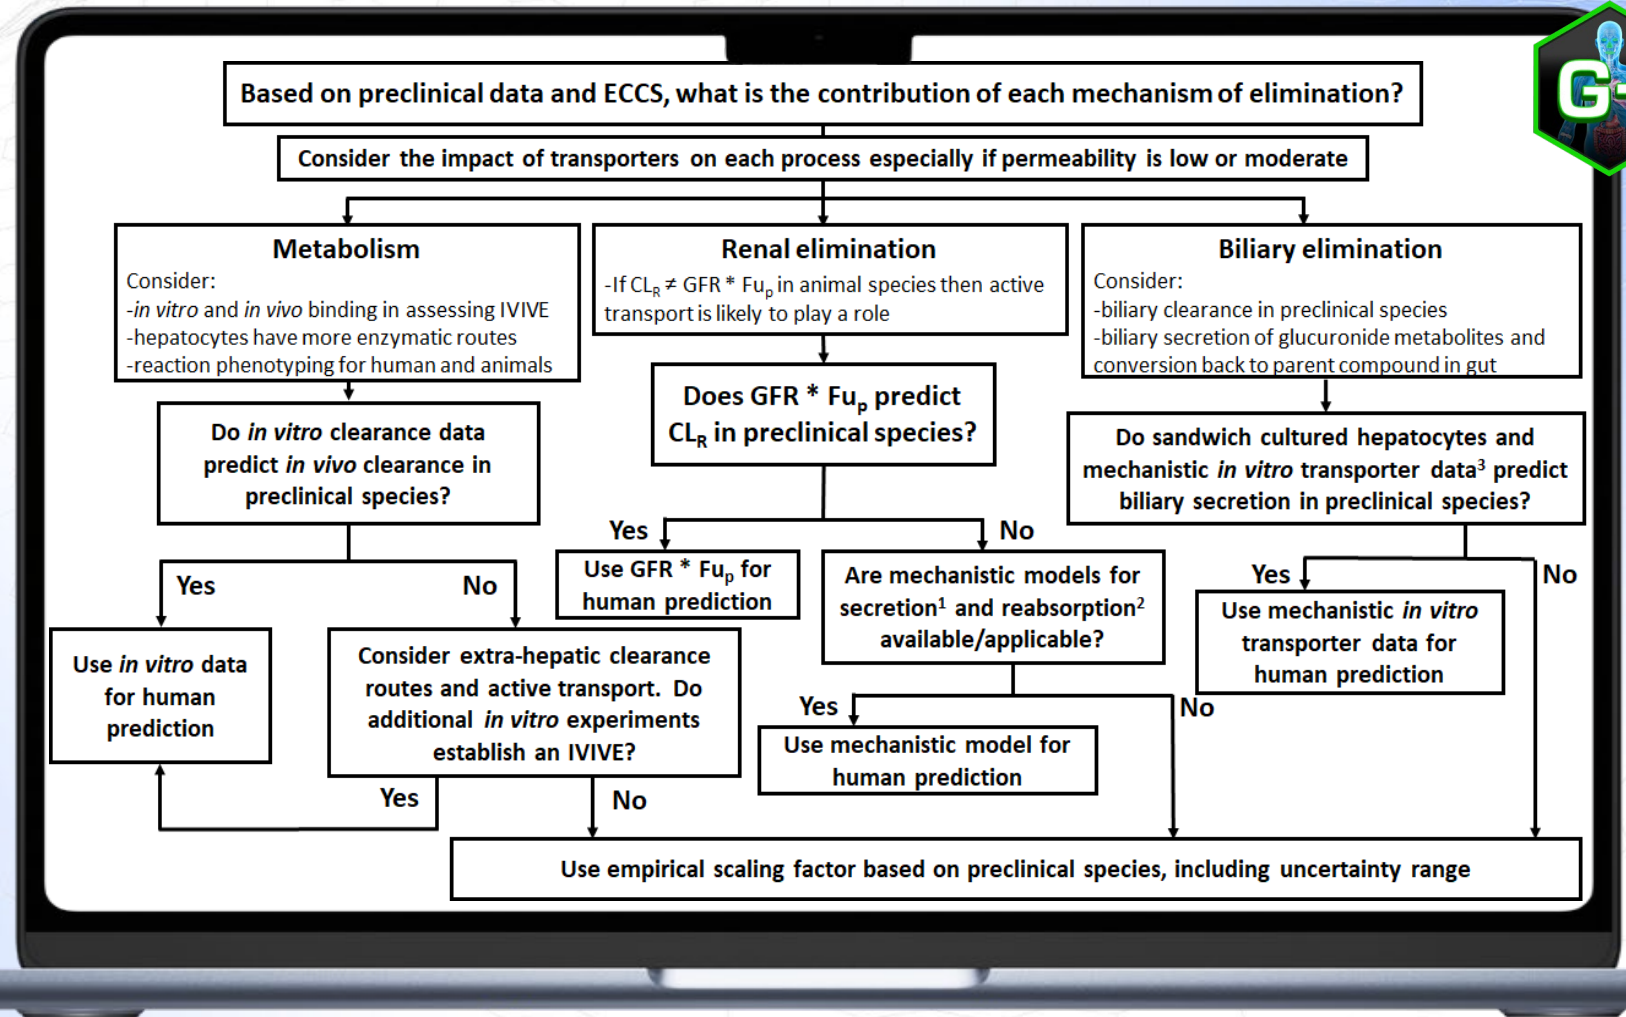 Based on preclinical data and ECCS, what is the contribution of each mechanism of elimination?
Consider the impact of transporters on each process especially if permeability is low or moderate
Metabolism
Consider:
-in vitro and in vivo binding in assessing IVIVE
-hepatocytes have more enzymatic routes
-reaction phenotyping for human and animals
Renal elimination
-If CLR ≠ GFR * Fup in animal species then active
transport is likely to play a role
Biliary elimination
Consider:
-biliary clearance in preclinical species
-biliary secretion of glucuronide metabolites and
conversion back to parent compound in gut
Do in vitro clearance data
predict in vivo clearance in
preclinical species?
Does GFR * Fup predict
CLR in preclinical species?
Do sandwich cultured hepatocytes and
mechanistic in vitro transporter data³ predict
biliary secretion in preclinical species?
Yes
No
Yes
No
Yes
No
Use in vitro data
for human
prediction
Consider extra-hepatic clearance
routes and active transport. Do
additional in vitro experiments
establish an IVIVE?
Use GFR * Fup for
human prediction
Are mechanistic models for
secretion¹ and reabsorption²
available/applicable?
Use mechanistic in vitro
transporter data for
human prediction
Yes
No
Yes
No
Use mechanistic model for
human prediction
Use empirical scaling factor based on preclinical species, including uncertainty range